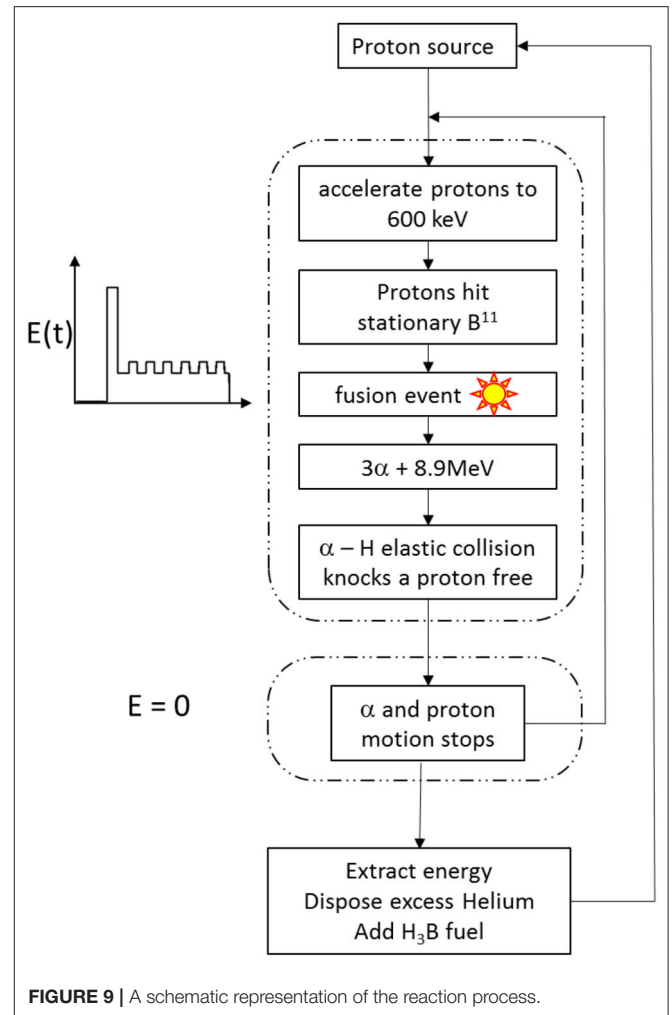 Proton source
accelerate protons to
600 keV
Protons hit
stationary B¹¹
E(t)
fusion event
3α + 8.9MeV
α – H elastic collision
knocks a proton free
E = 0
α and proton
motion stops
Extract energy
Dispose excess Helium
Add H₃B fuel
FIGURE 9 | A schematic representation of the reaction process.